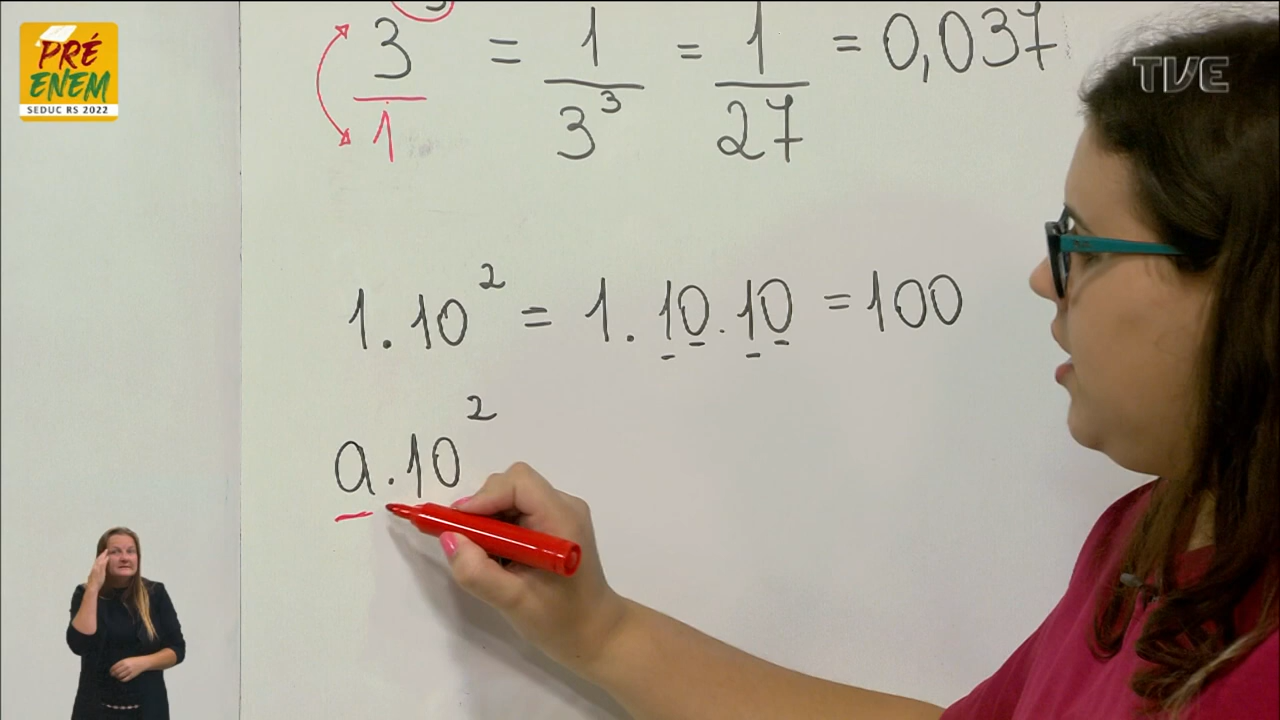 PRÉ
ENEM
SEDUC RS 2022
TVE
3 = 1 = 1 = 0,037
1 3³ 27
1.10² = 1.10.10 = 100
a.10²